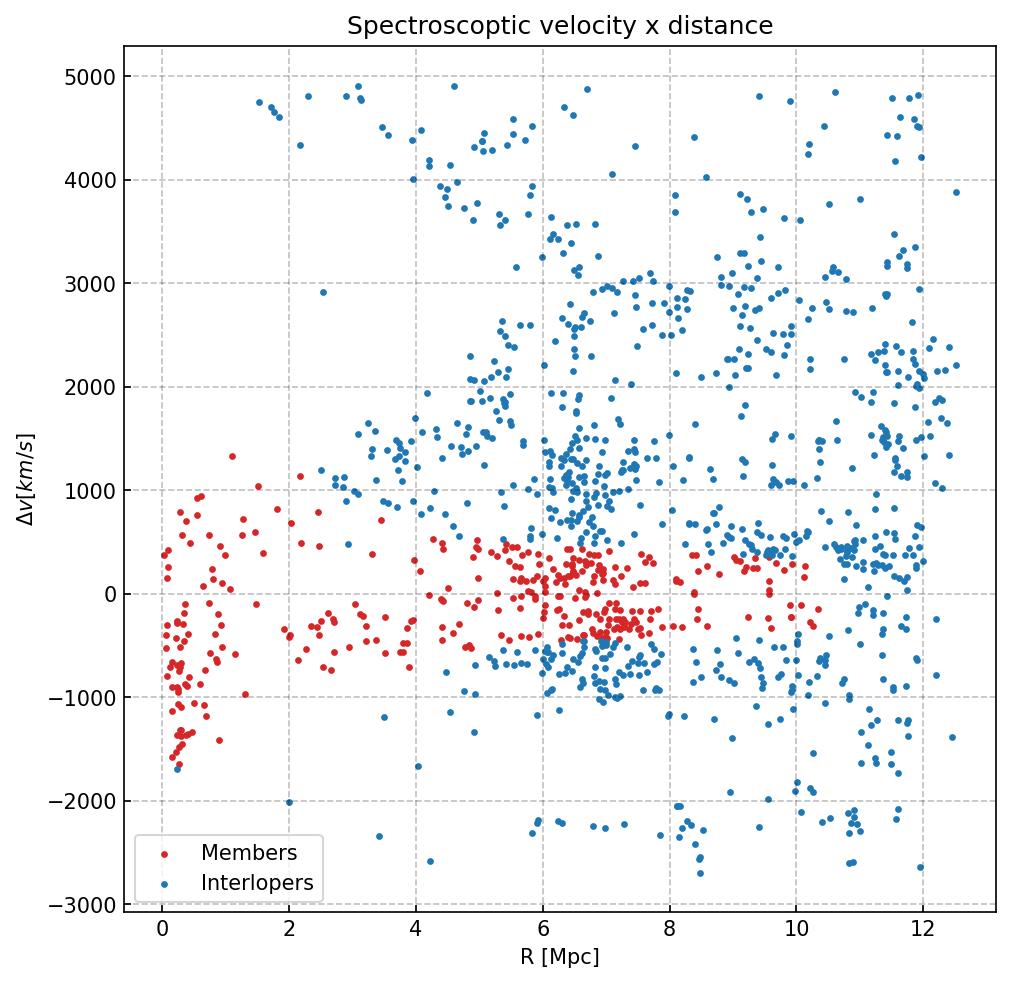 Spectroscoptic velocity x distance
Δv[km/s]
5000
4000
3000
2000
1000
0
−1000
−2000
−3000
Members
Interlopers
0 2 4 6 8 10 12
R [Mpc]